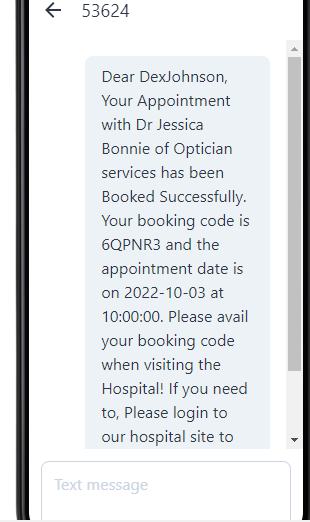 53624
Dear DexJohnson,
Your Appointment
with Dr Jessica
Bonnie of Optician
services has been
Booked Successfully.
Your booking code is
6QPNR3 and the
appointment date is
on 2022-10-03 at
10:00:00. Please avail
your booking code
when visiting the
Hospital! If you need
to, Please login to
our hospital site to
Text message